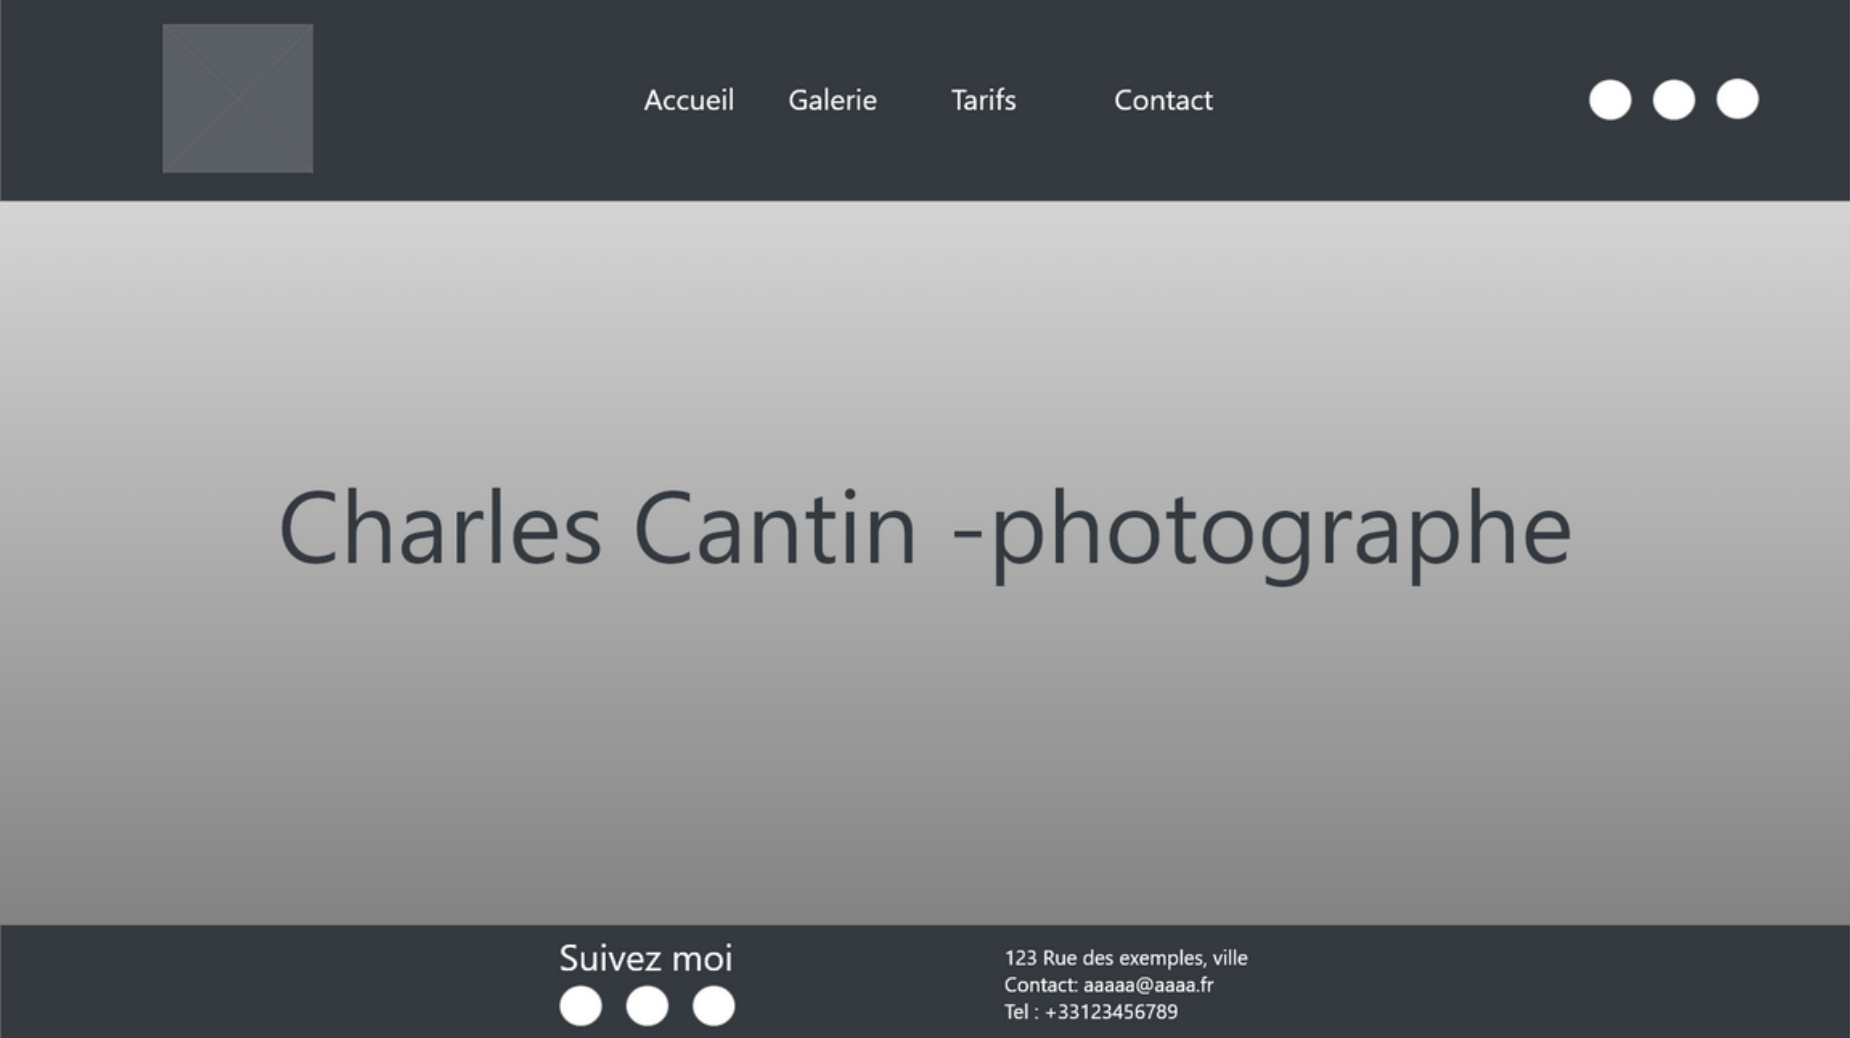 Accueil Galerie Tarifs Contact
Charles Cantin -photographe
Suivez moi
123 Rue des exemples, ville
Contact: aaaaa@aaaa.fr
Tel : +33123456789